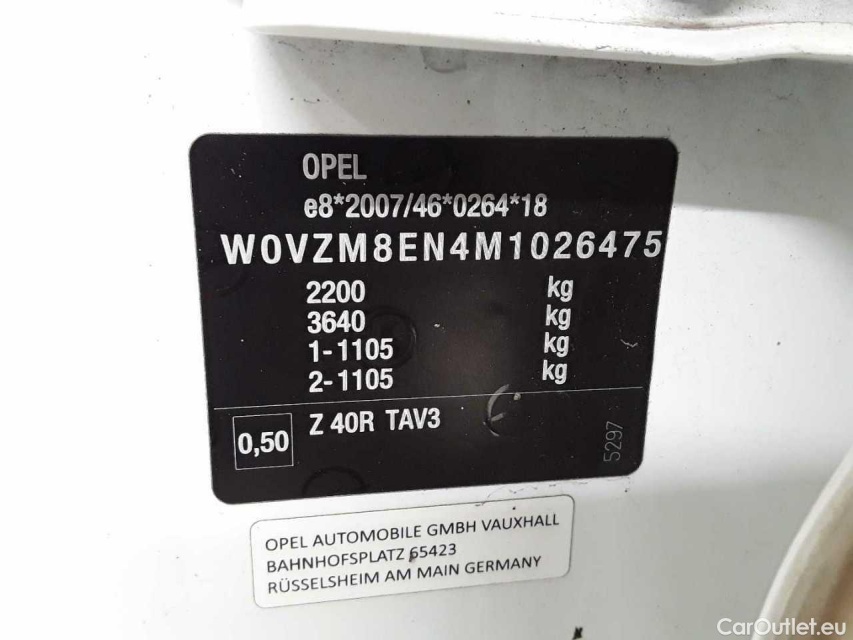 OPEL
e8*2007/46*0264*18
W0VZM8EN4M1026475
2200 kg
3640 kg
1-1105 kg
2-1105 kg
0,50 Z 40R TAV3
5297
OPEL AUTOMOBILE GMBH VAUXHALL
BAHNHOFSPLATZ 65423
RÜSSELSHEIM AM MAIN GERMANY
CarOutlet.eu